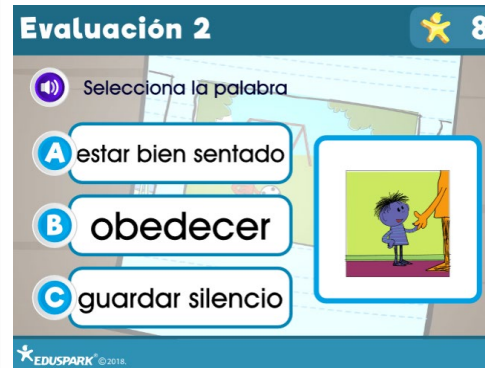 Evaluación 2
8
Selecciona la palabra
A estar bien sentado
B obedecer
C guardar silencio
EDUSPARK® ©2018.